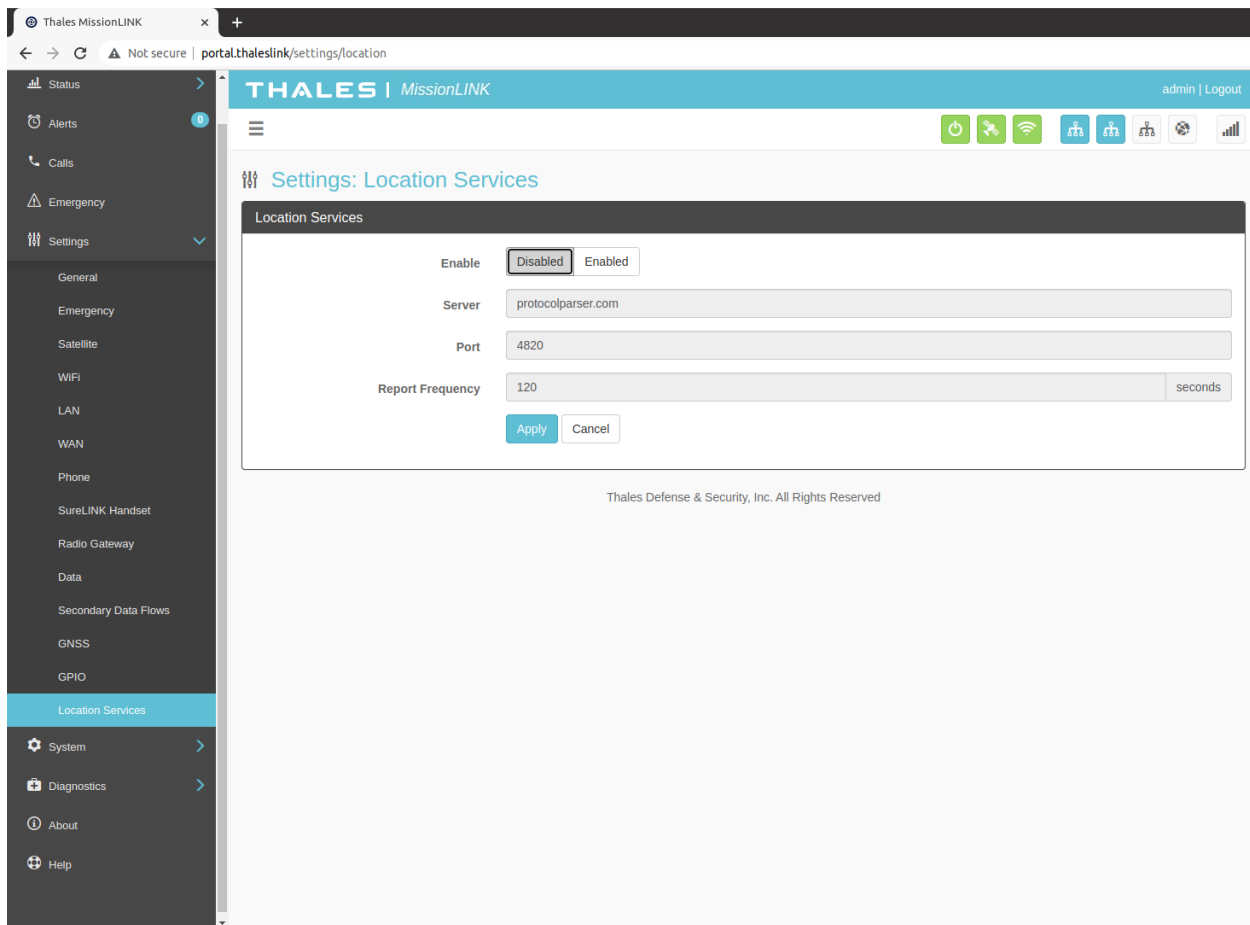 Thales MissionLINK
Not secure | portal.thaleslink/settings/location
Status
Alerts 0
Calls
Emergency
Settings
General
Emergency
Satellite
WiFi
LAN
WAN
Phone
SureLINK Handset
Radio Gateway
Data
Secondary Data Flows
GNSS
GPIO
Location Services
System
Diagnostics
About
Help
THALES | MissionLINK
admin | Logout
Settings: Location Services
Location Services
Enable Disabled Enabled
Server protocolparser.com
Port 4820
Report Frequency 120 seconds
Apply Cancel
Thales Defense & Security, Inc. All Rights Reserved